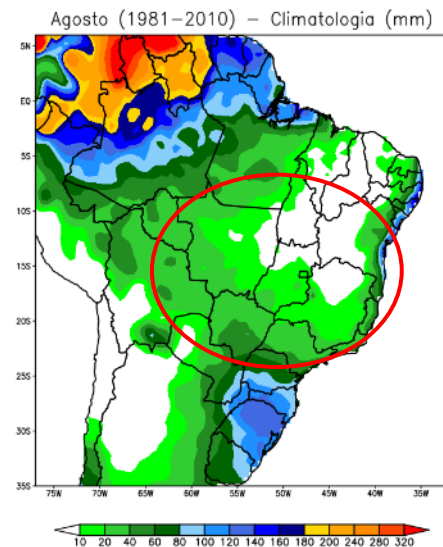 Agosto (1981–2010) – Climatologia (mm)
5N
EQ
5S
10S
15S
20S
25S
30S
35S
75W 70W 65W 60W 55W 50W 45W 40W 35W
10 20 40 60 80 100 120 140 160 180 200 240 280 320